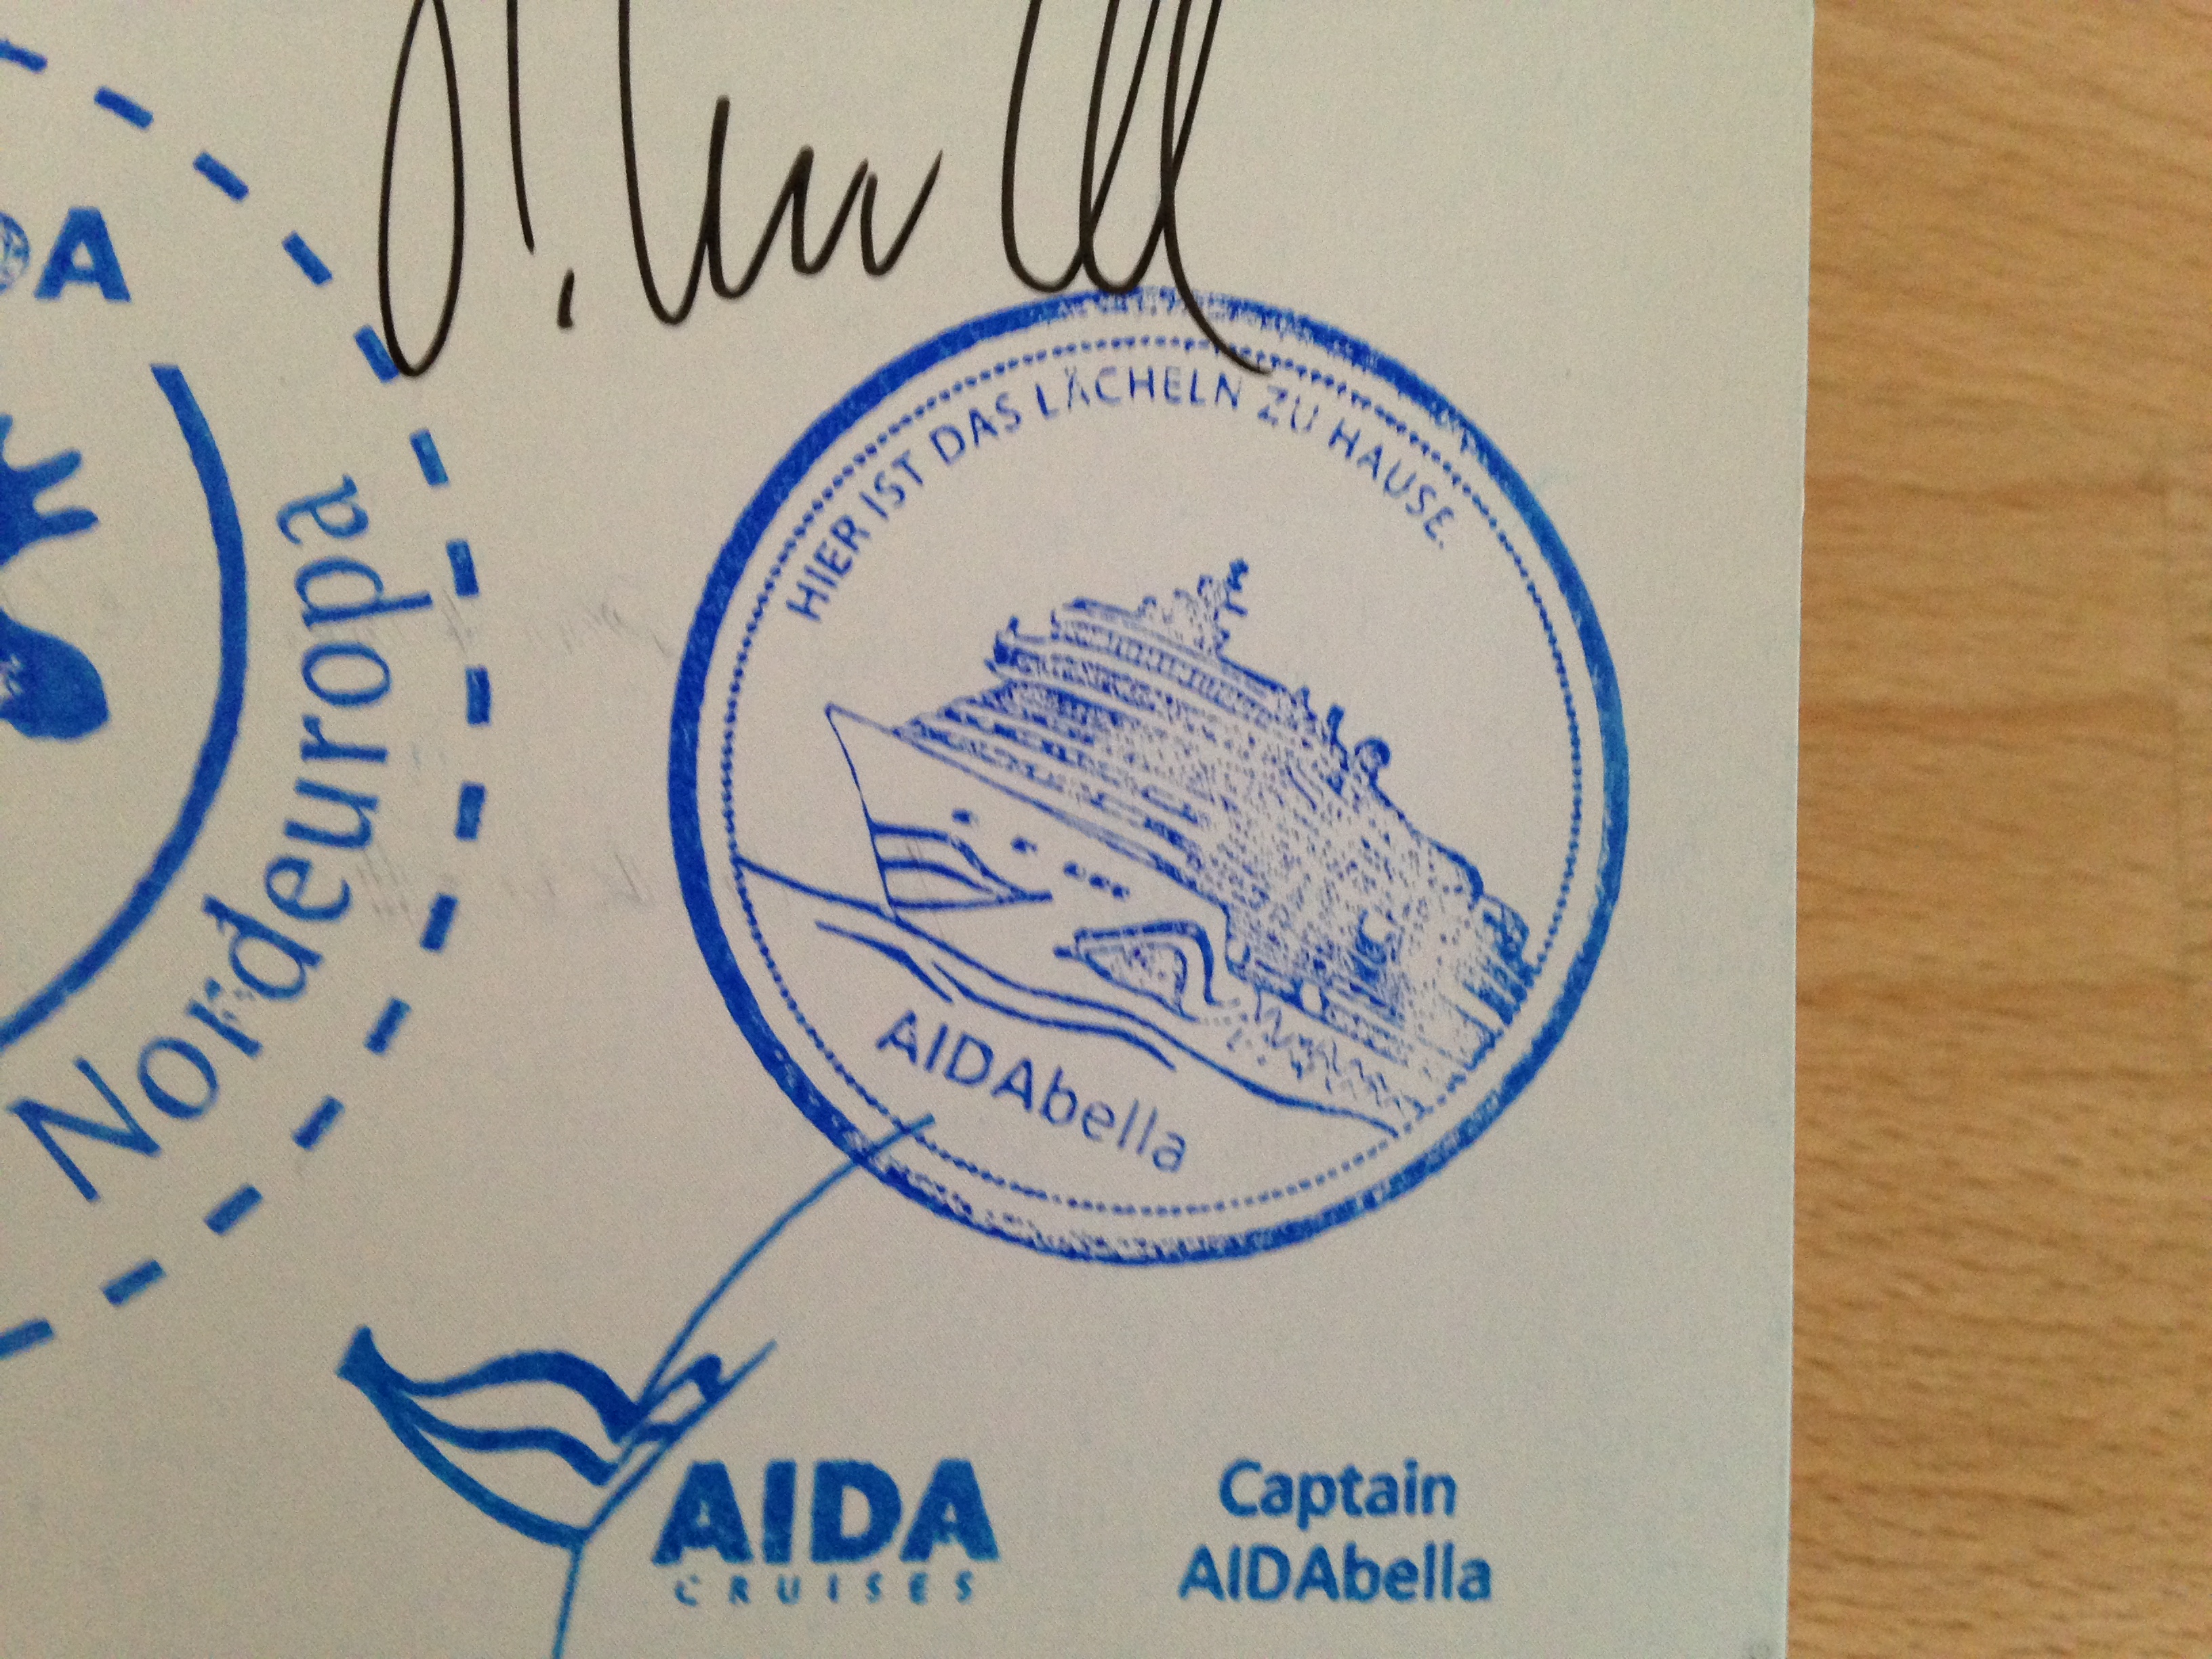 HIER IST DAS LÄCHELN ZU HAUSE.
AIDAbella
Nordeuropa
AIDA
CRUISES
Captain
AIDAbella